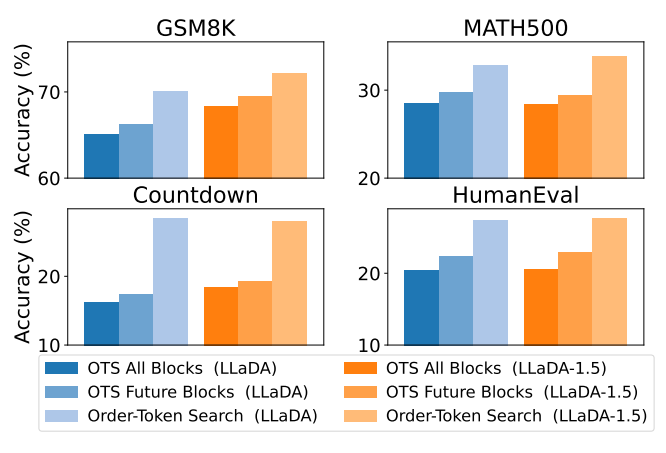 GSM8K
MATH500
Accuracy (%)
70
60
30
20
Countdown
HumanEval
Accuracy (%)
20
10
20
10
OTS All Blocks (LLaDA)
OTS All Blocks (LLaDA-1.5)
OTS Future Blocks (LLaDA)
OTS Future Blocks (LLaDA-1.5)
Order-Token Search (LLaDA)
Order-Token Search (LLaDA-1.5)